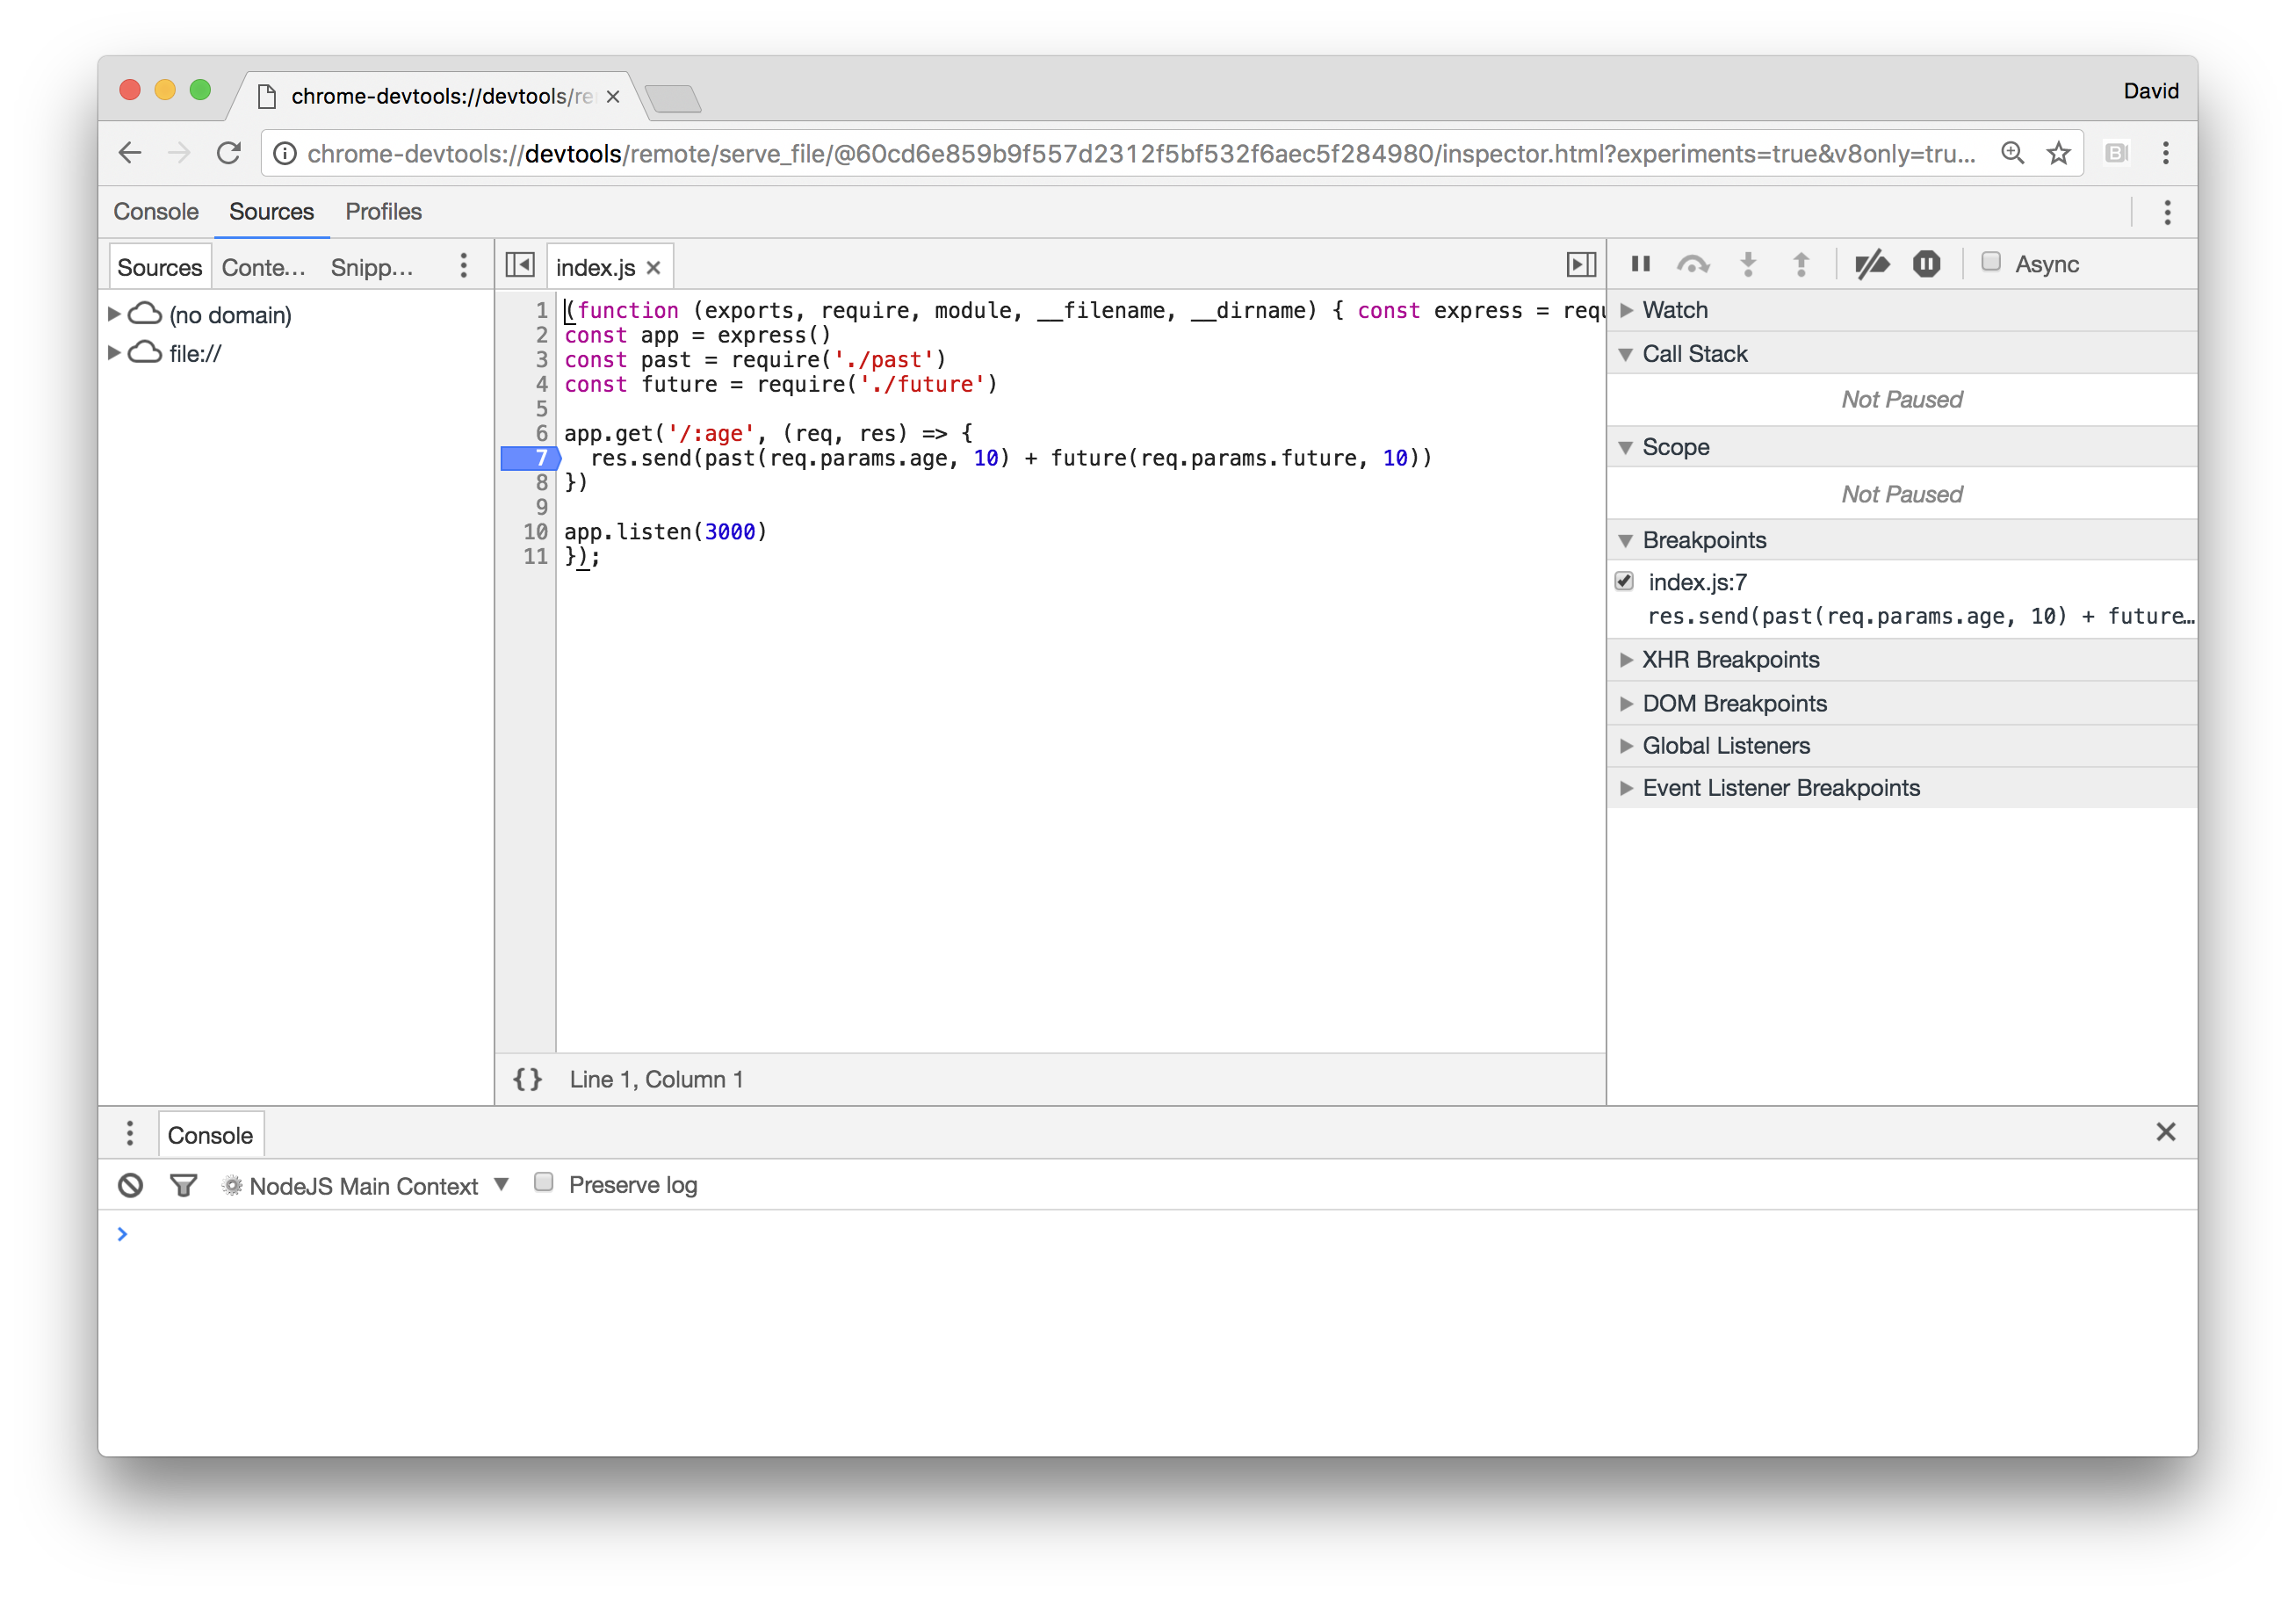 chrome-devtools://devtools/re
David
chrome-devtools://devtools/remote/serve_file/@60cd6e859b9f557d2312f5bf532f6aec5f284980/inspector.html?experiments=true&v8only=tru...
Console Sources Profiles
Sources Conte... Snipp...
index.js
Async
(no domain)
file://
1 (function (exports, require, module, __filename, __dirname) { const express = requ
2 const app = express()
3 const past = require('./past')
4 const future = require('./future')
5
6 app.get('/:age', (req, res) => {
7 res.send(past(req.params.age, 10) + future(req.params.future, 10))
8 })
9
10 app.listen(3000)
11 });
{} Line 1, Column 1
Watch
Call Stack
Not Paused
Scope
Not Paused
Breakpoints
index.js:7
res.send(past(req.params.age, 10) + future...
XHR Breakpoints
DOM Breakpoints
Global Listeners
Event Listener Breakpoints
Console
NodeJS Main Context Preserve log